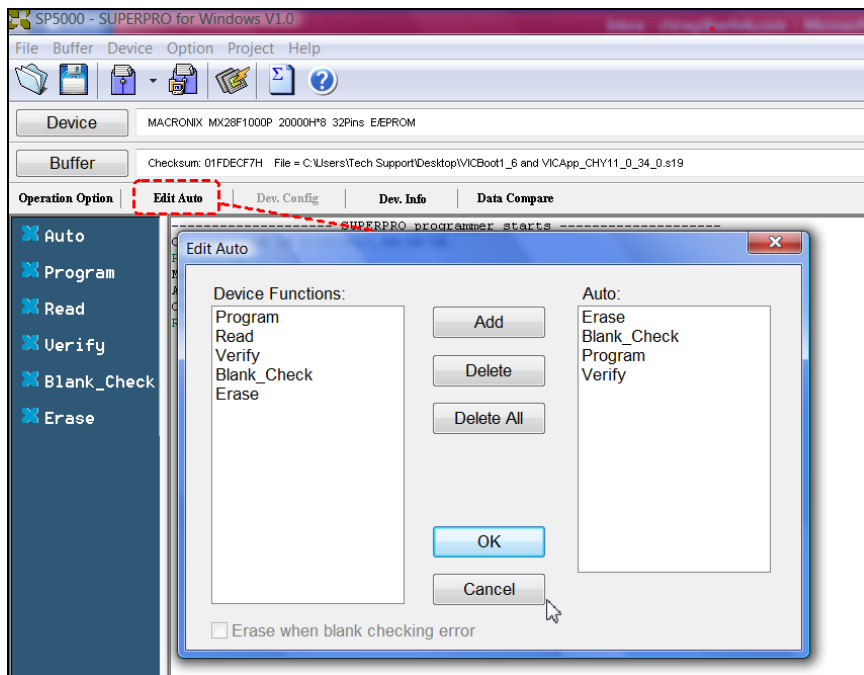 SP5000 - SUPERPRO for Windows V1.0
File Buffer Device Option Project Help
Device
MACRONIX MX28F1000P 20000H*8 32Pins E/EPROM
Buffer
Checksum: 01FDECF7H File = C:\Users\Tech Support\Desktop\VICBoot1_6 and VICApp_CHY11_0_34_0.s19
Operation Option Edit Auto Dev. Config Dev. Info Data Compare
Auto
Program
Read
Verify
Blank_Check
Erase
------------------- SUPERPRO programmer starts -------------------
Edit Auto
Device Functions:
Program
Read
Verify
Blank_Check
Erase
Add
Delete
Delete All
OK
Cancel
Auto:
Erase
Blank_Check
Program
Verify
Erase when blank checking error